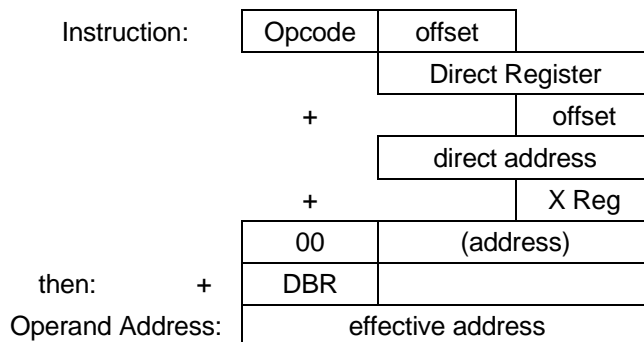 Instruction: Opcode offset
Direct Register
+ offset
direct address
+ X Reg
00 (address)
then: + DBR
Operand Address: effective address